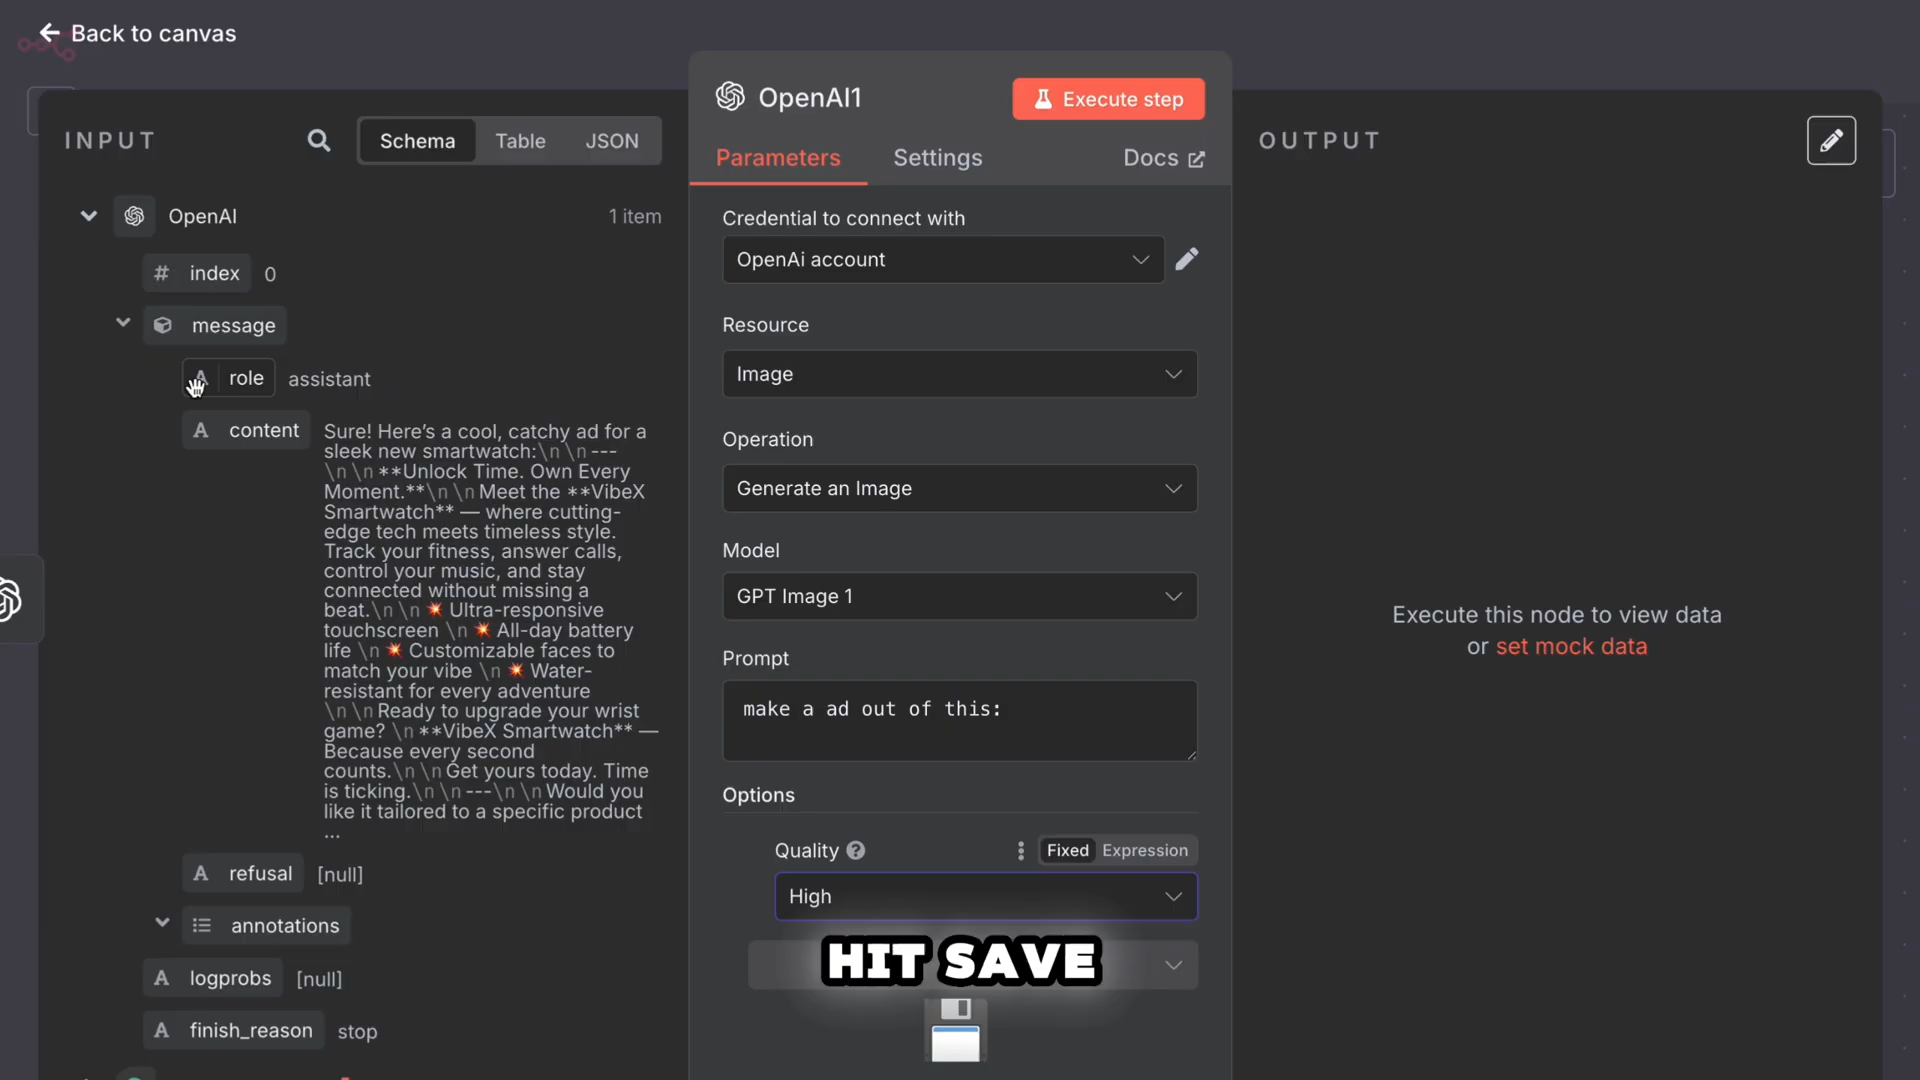 Back to canvas
INPUT
Schema
Table
JSON
OpenAI
1 item
# index 0
message
A role assistant
A content
Sure! Here’s a cool, catchy ad for a
sleek new smartwatch:\n\n---
\n\n**Unlock Time. Own Every
Moment.**\n\nMeet the **VibeX
Smartwatch** — where cutting-
edge tech meets timeless style.
Track your fitness, answer calls,
control your music, and stay
connected without missing a
beat.\n\n💥 Ultra-responsive
touchscreen \n💥 All-day battery
life \n💥 Customizable faces to
match your vibe \n💥 Water-
resistant for every adventure
\n\nReady to upgrade your wrist
game? \n**VibeX Smartwatch** —
Because every second
counts.\n\nGet yours today. Time
is ticking.\n\n---\n\nWould you
like it tailored to a specific product
...
A refusal [null]
annotations
A logprobs [null]
A finish_reason stop
OpenAI1
Execute step
Parameters
Settings
Docs
Credential to connect with
OpenAi account
Resource
Image
Operation
Generate an Image
Model
GPT Image 1
Prompt
make a ad out of this:
Options
Quality
Fixed
Expression
High
HIT SAVE
OUTPUT
Execute this node to view data
or set mock data